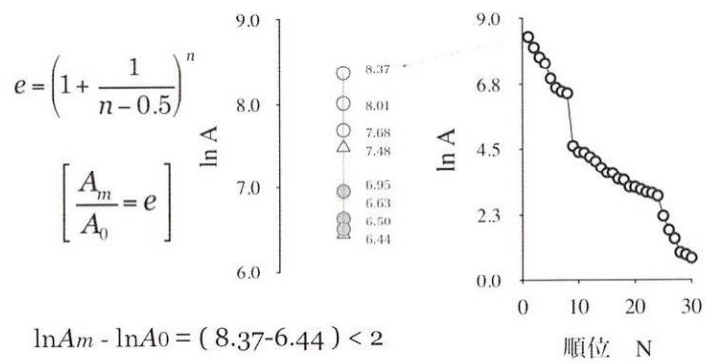 e = (1 + 1/(n − 0.5))^n
[A_m/A_0 = e]
lnAm - lnA0 = ( 8.37-6.44 ) < 2
ln A
9.0
8.0
7.0
6.0
8.37
8.01
7.68
7.48
6.95
6.63
6.50
6.44
ln A
9.0
6.8
4.5
2.3
0.0
0 10 20 30
順位 N